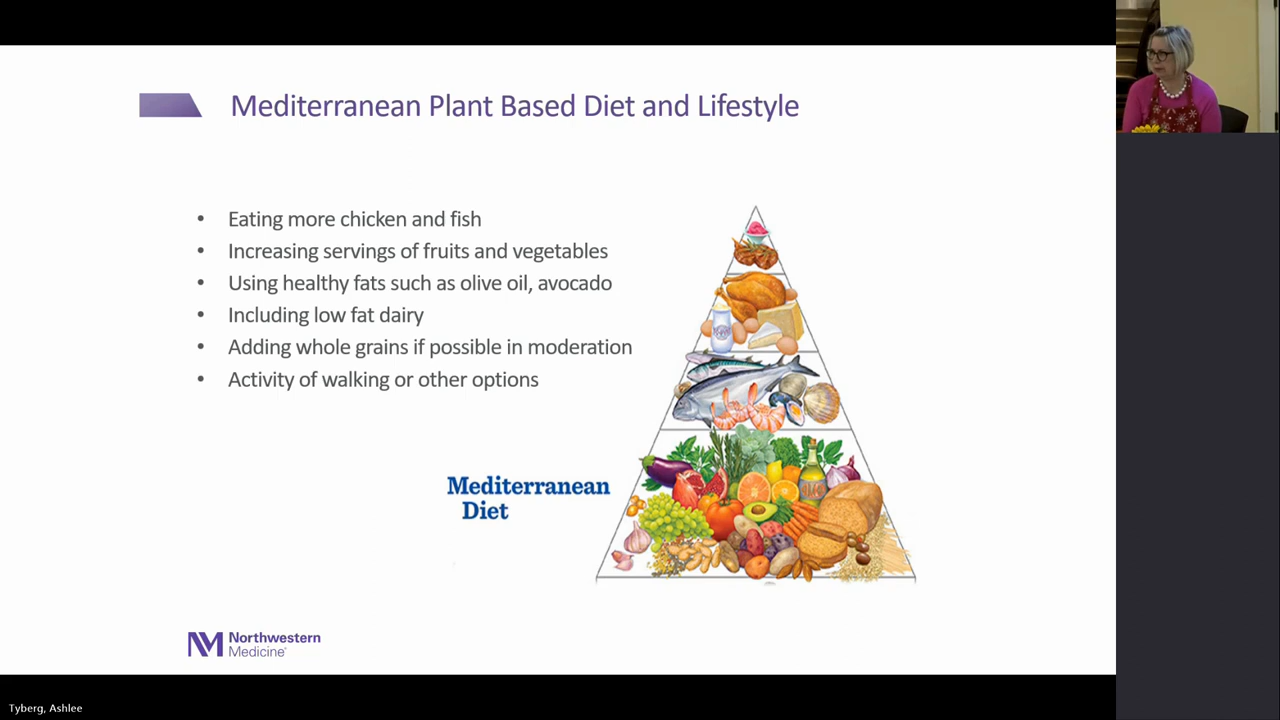 Mediterranean Plant Based Diet and Lifestyle
• Eating more chicken and fish
• Increasing servings of fruits and vegetables
• Using healthy fats such as olive oil, avocado
• Including low fat dairy
• Adding whole grains if possible in moderation
• Activity of walking or other options
Mediterranean
Diet
Northwestern
Medicine
Tyberg, Ashlee